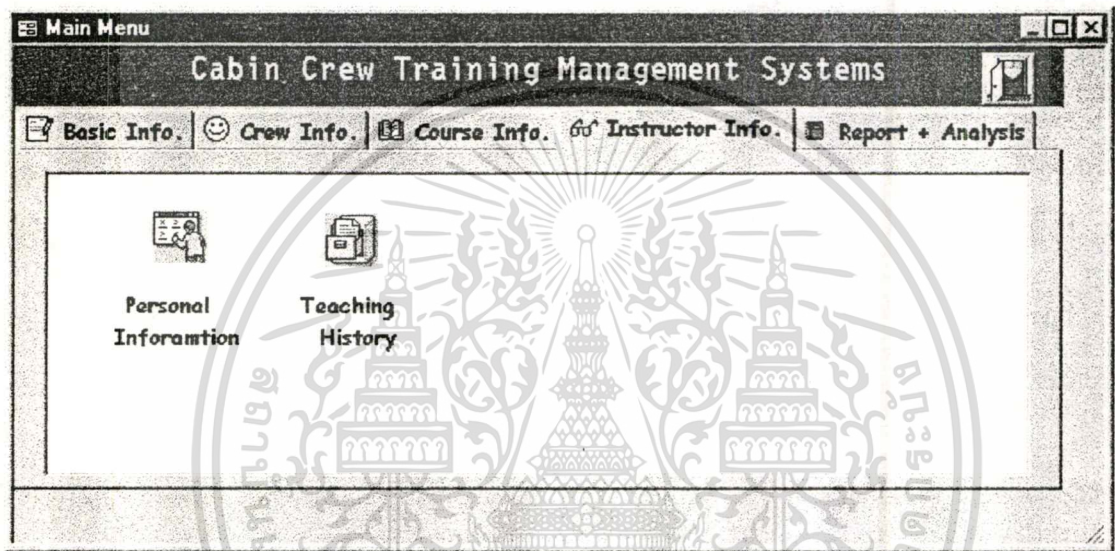 Main Menu
Cabin Crew Training Management Systems
Basic Info. Crew Info. Course Info. Instructor Info. Report + Analysis
Personal
Inforamtion
Teaching
History